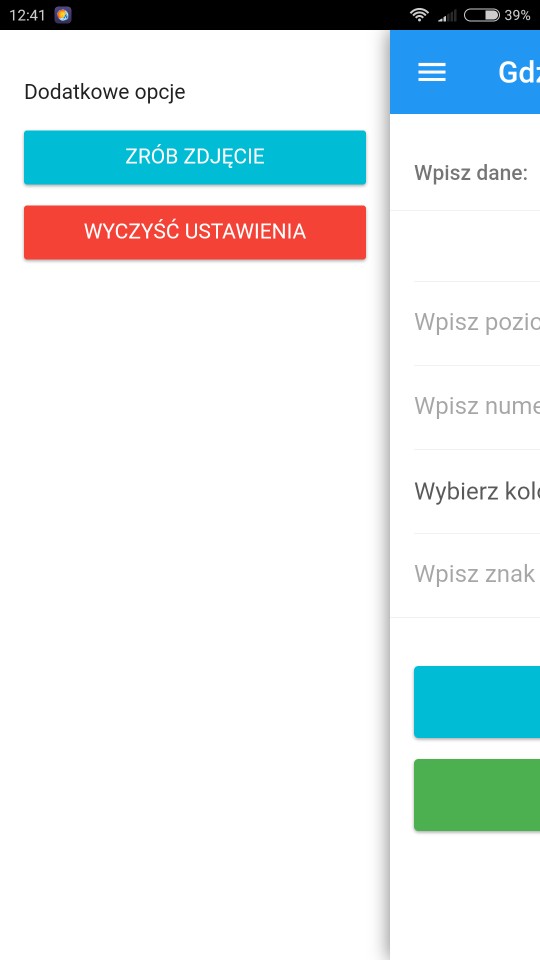 12:41
39%
Dodatkowe opcje
ZRÓB ZDJĘCIE
WYCZYŚĆ USTAWIENIA
Gdz
Wpisz dane:
Wpisz pozio
Wpisz nume
Wybierz kolo
Wpisz znak